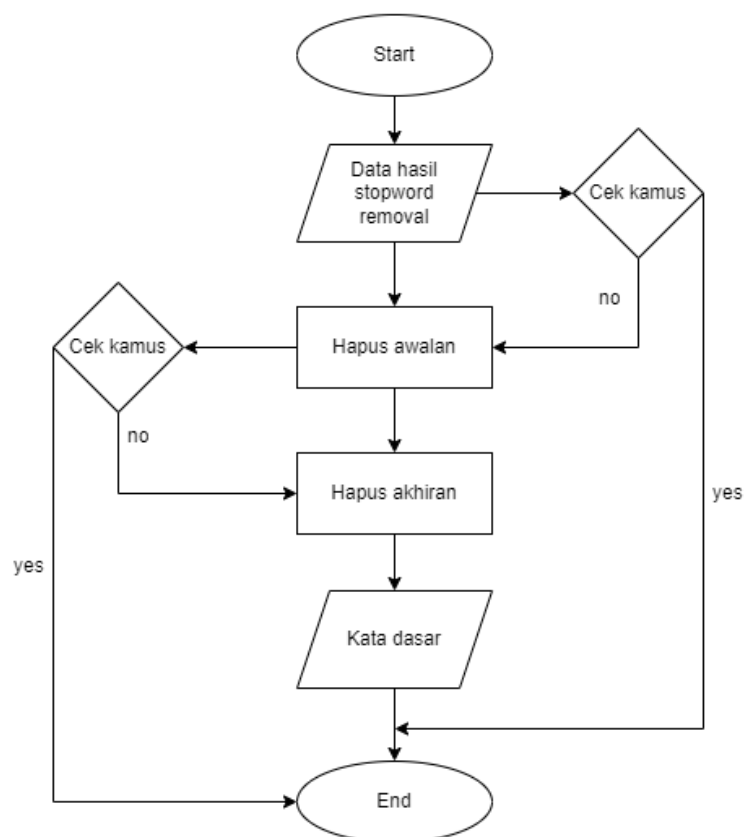 Start
Data hasil
stopword
removal
Cek kamus
no
Hapus awalan
Cek kamus
no
Hapus akhiran
yes
yes
Kata dasar
End